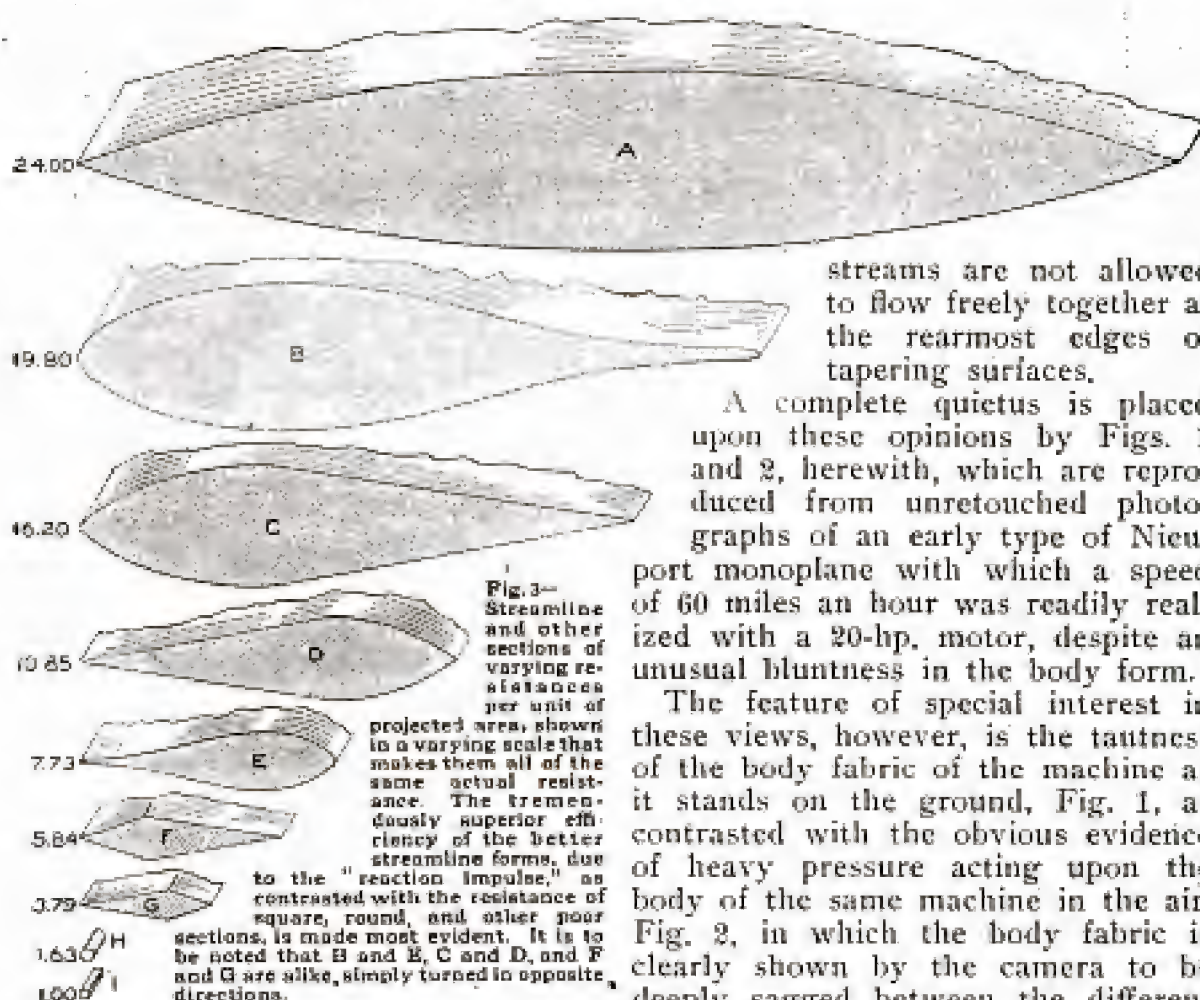 24.00
A
B
19.80
C
16.20
D
10.85
E
7.73
F
5.84
G
3.79
H
1.63
I
1.00
Fig. 3—
Streamline
and other
sections of
varying re-
sistances
per unit of
projected area, shown
in a varying scale that
makes them all of the
same actual resist-
ance. The tremen-
dously superior effi-
ciency of the better
streamline forms, due
to the "reaction impulse," as
contrasted with the resistance of
square, round, and other poor
sections, is made most evident. It is to
be noted that B and E, C and D, and F
and G are alike, simply turned in opposite
directions.
streams are not allowed
to flow freely together a
the rearmost edges o
tapering surfaces.
A complete quietus is placed
upon these opinions by Figs. 1
and 2, herewith, which are repro
duced from unretouched photo
graphs of an early type of Nieu
port monoplane with which a speed
of 60 miles an hour was readily real
ized with a 20-hp. motor, despite an
unusual bluntness in the body form.
The feature of special interest in
these views, however, is the tautnes
of the body fabric of the machine a
it stands on the ground, Fig. 1, a
contrasted with the obvious evidenc
of heavy pressure acting upon the
body of the same machine in the air
Fig. 2, in which the body fabric i
clearly shown by the camera to b
deeply sagged between the differen